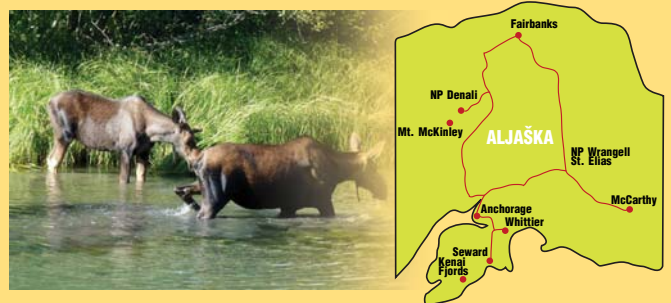 Fairbanks
NP Denali
Mt. McKinley
ALJAŠKA
NP Wrangell
St. Elias
McCarthy
Anchorage
Whittier
Seward
Kenai
Fjords